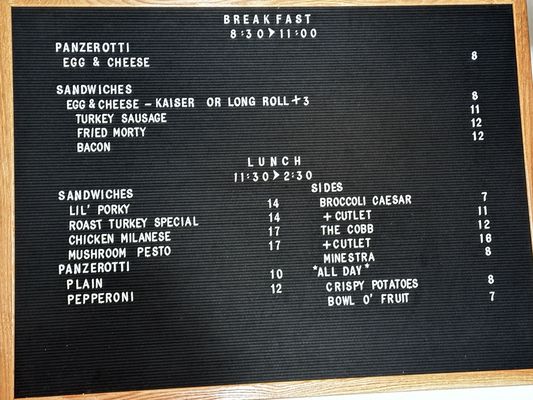 BREAKFAST
8:30 > 11:00
PANZEROTTI
EGG & CHEESE 8
SANDWICHES
EGG & CHEESE - KAISER OR LONG ROLL +3 8
TURKEY SAUSAGE 11
FRIED MORTY 12
BACON 12
LUNCH
11:30 > 2:30
SANDWICHES
LIL' PORKY 14
ROAST TURKEY SPECIAL 14
CHICKEN MILANESE 17
MUSHROOM PESTO 17
PANZEROTTI
PLAIN 10
PEPPERONI 12
SIDES
BROCCOLI CAESAR 7
+ CUTLET 11
THE COBB 12
+ CUTLET 16
MINESTRA 8
*ALL DAY*
CRISPY POTATOES 8
BOWL O' FRUIT 7